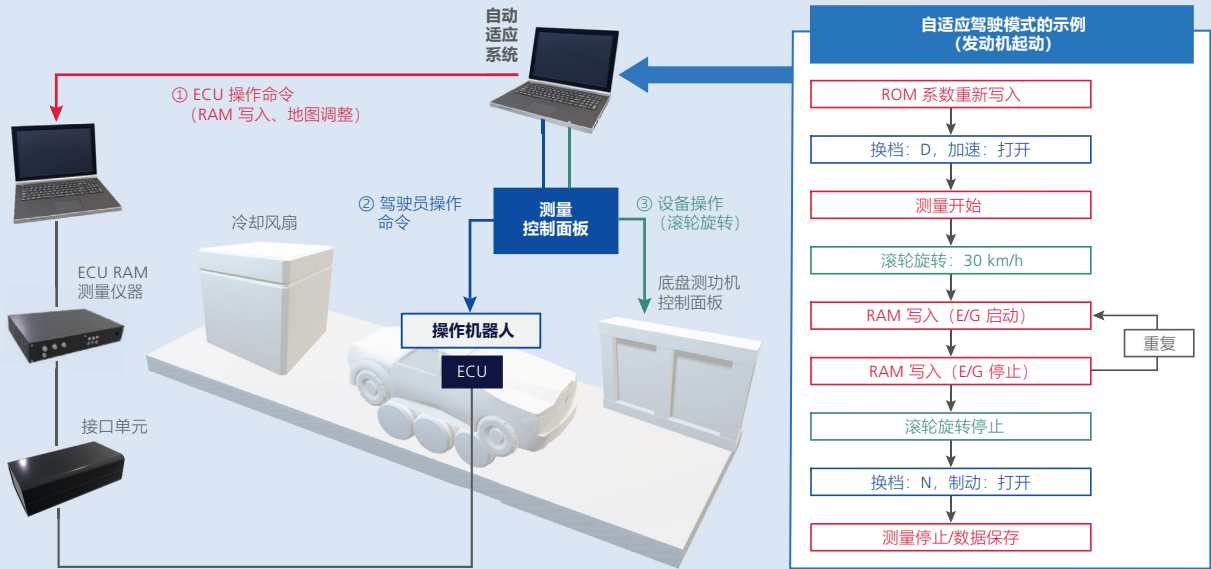 自动
适应
系统
① ECU 操作命令
（RAM 写入、地图调整）
② 驾驶员操作
命令
测量
控制面板
③ 设备操作
（滚轮旋转）
冷却风扇
ECU RAM
测量仪器
底盘测功机
控制面板
操作机器人
ECU
接口单元
自适应驾驶模式的示例
（发动机起动）
ROM 系数重新写入
换档：D，加速：打开
测量开始
滚轮旋转：30 km/h
RAM 写入（E/G 启动）
重复
RAM 写入（E/G 停止）
滚轮旋转停止
换档：N，制动：打开
测量停止/数据保存